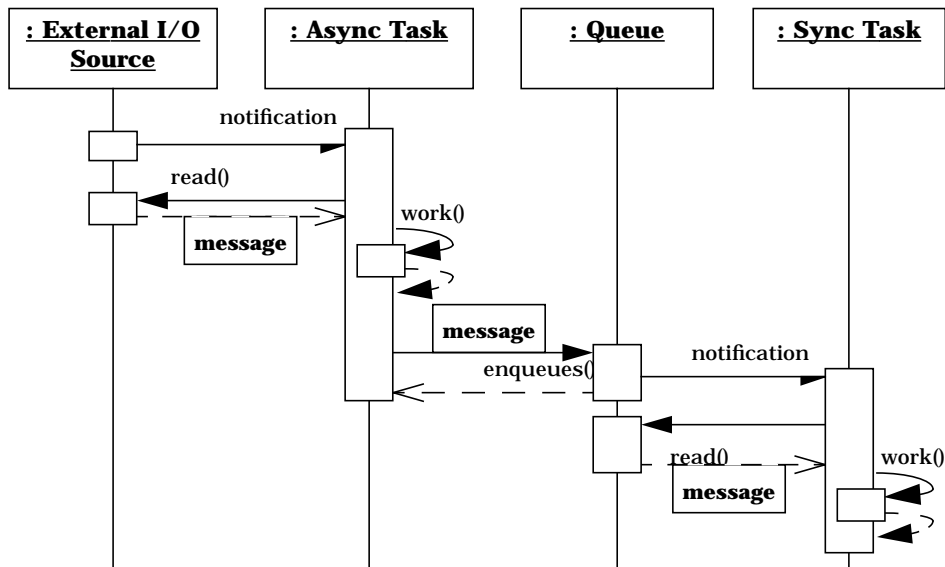 : External I/O
Source
: Async Task
: Queue
: Sync Task
notification
read()
message
work()
message
enqueues()
notification
read()
message
work()